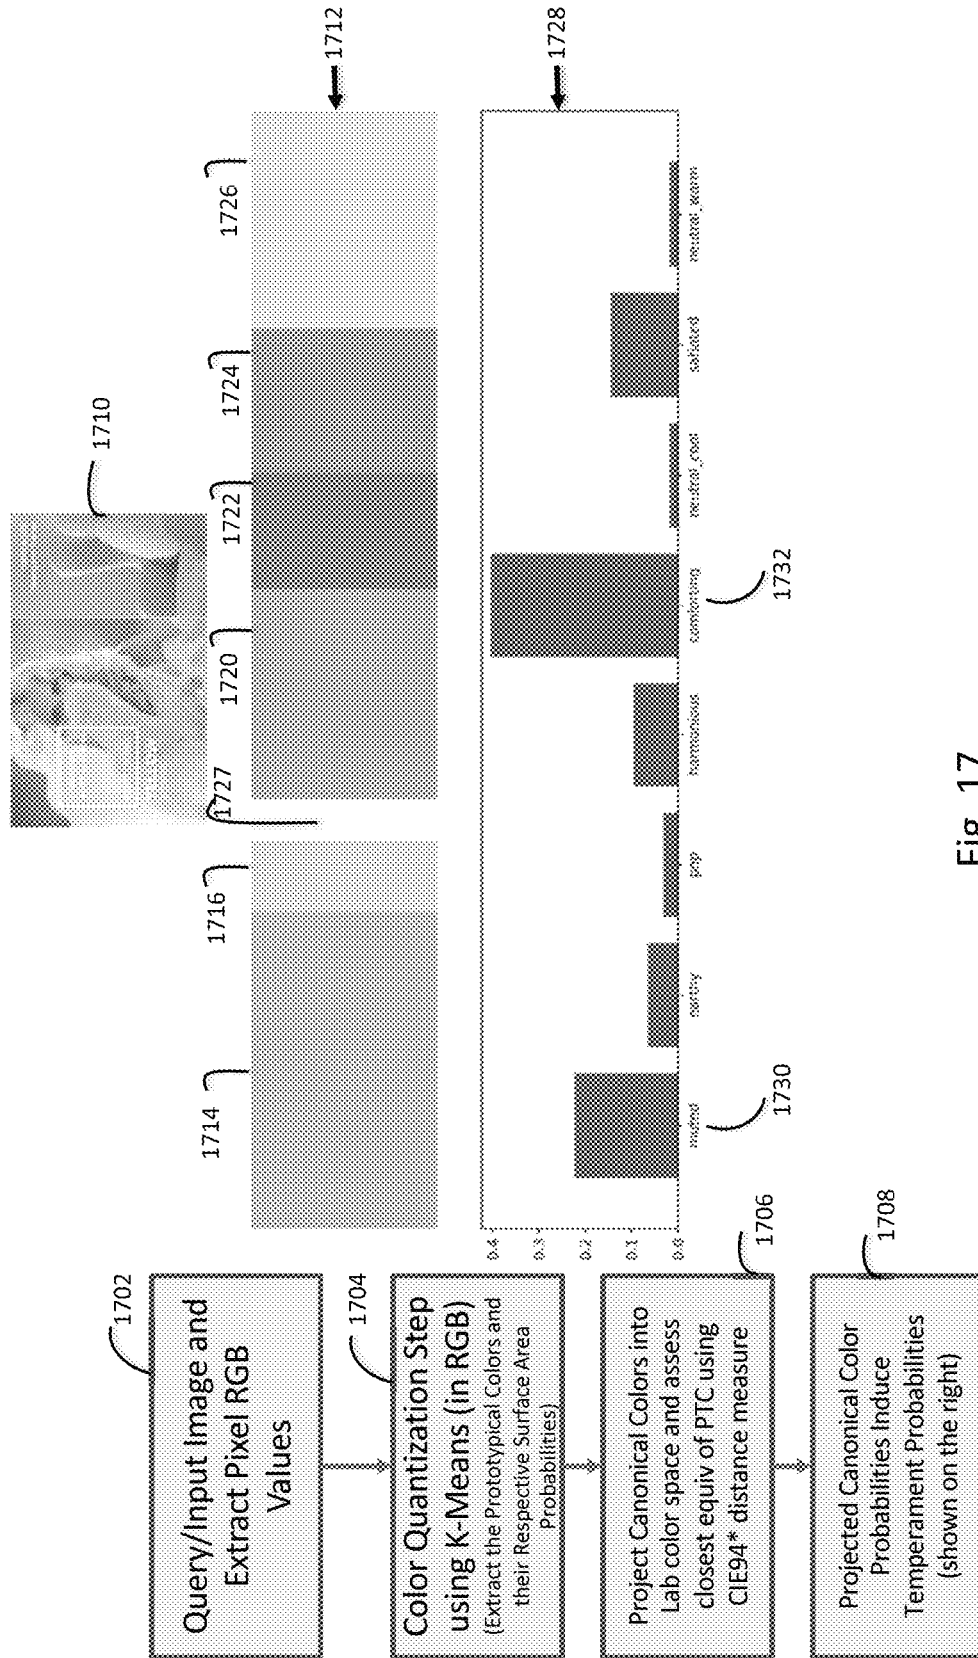 1702
Query/Input Image and
Extract Pixel RGB
Values
1704
Color Quantization Step
using K-Means (in RGB)
(Extract the Prototypical Colors and
their Respective Surface Area
Probabilities)
1706
Project Canonical Colors into
Lab color space and assess
closest equiv of PTC using
CIE94* distance measure
1708
Projected Canonical Color
Probabilities Induce
Temperament Probabilities
(shown on the right)
1710
1712
1714
1716
1727
1720
1722
1724
1726
1728
0.4
0.3
0.2
0.1
0.0
muted
earthy
pop
harmonious
comforting
neutral_cool
satiated
neutral_warm
1730
1732
Fig. 17